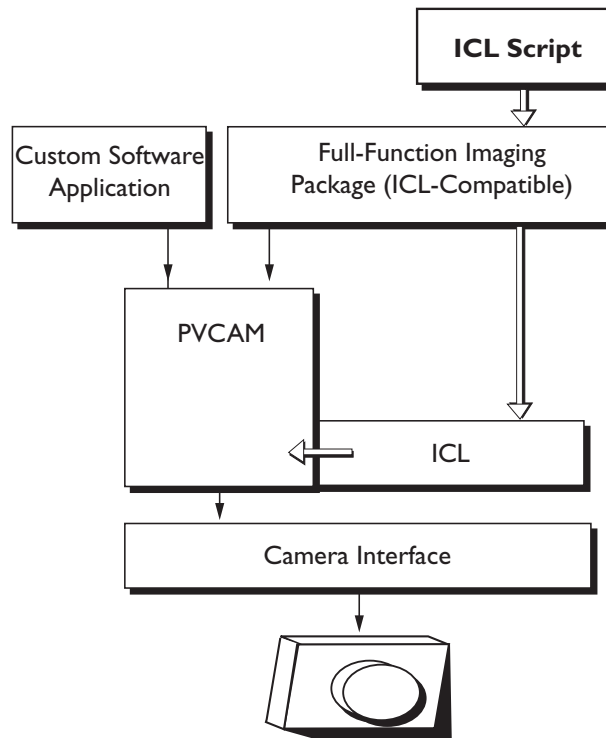 ICL Script
Custom Software
Application
Full-Function Imaging
Package (ICL-Compatible)
PVCAM
ICL
Camera Interface